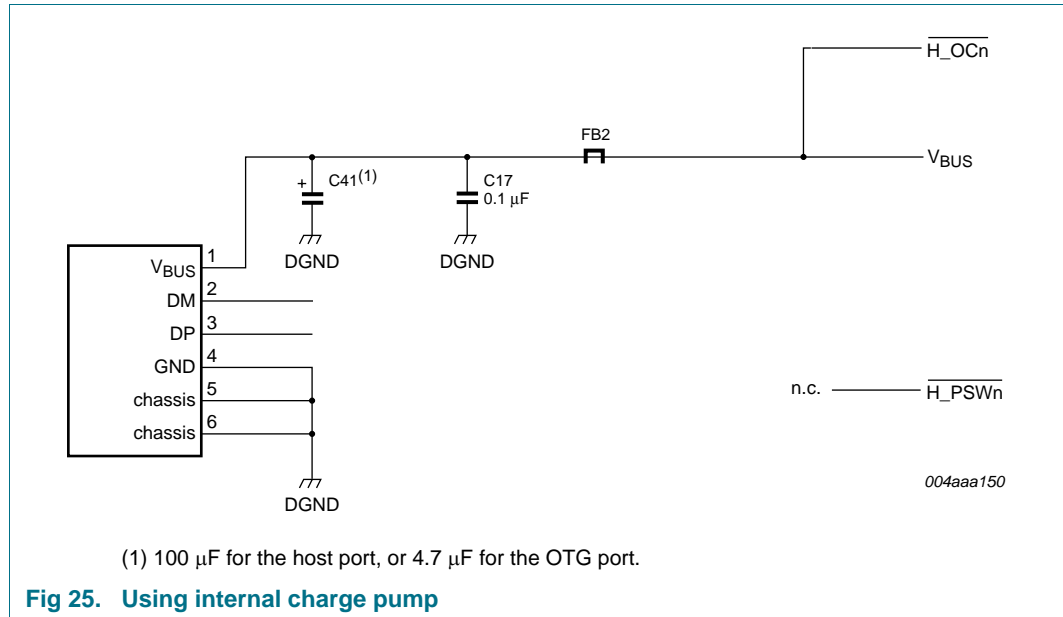 H_OCn
FB2
V_BUS
+
C41(1)
C17
0.1 μF
DGND
DGND
V_BUS
1
DM
2
DP
3
GND
4
chassis
5
chassis
6
DGND
n.c.
H_PSWn
004aaa150
(1) 100 μF for the host port, or 4.7 μF for the OTG port.
Fig 25. Using internal charge pump